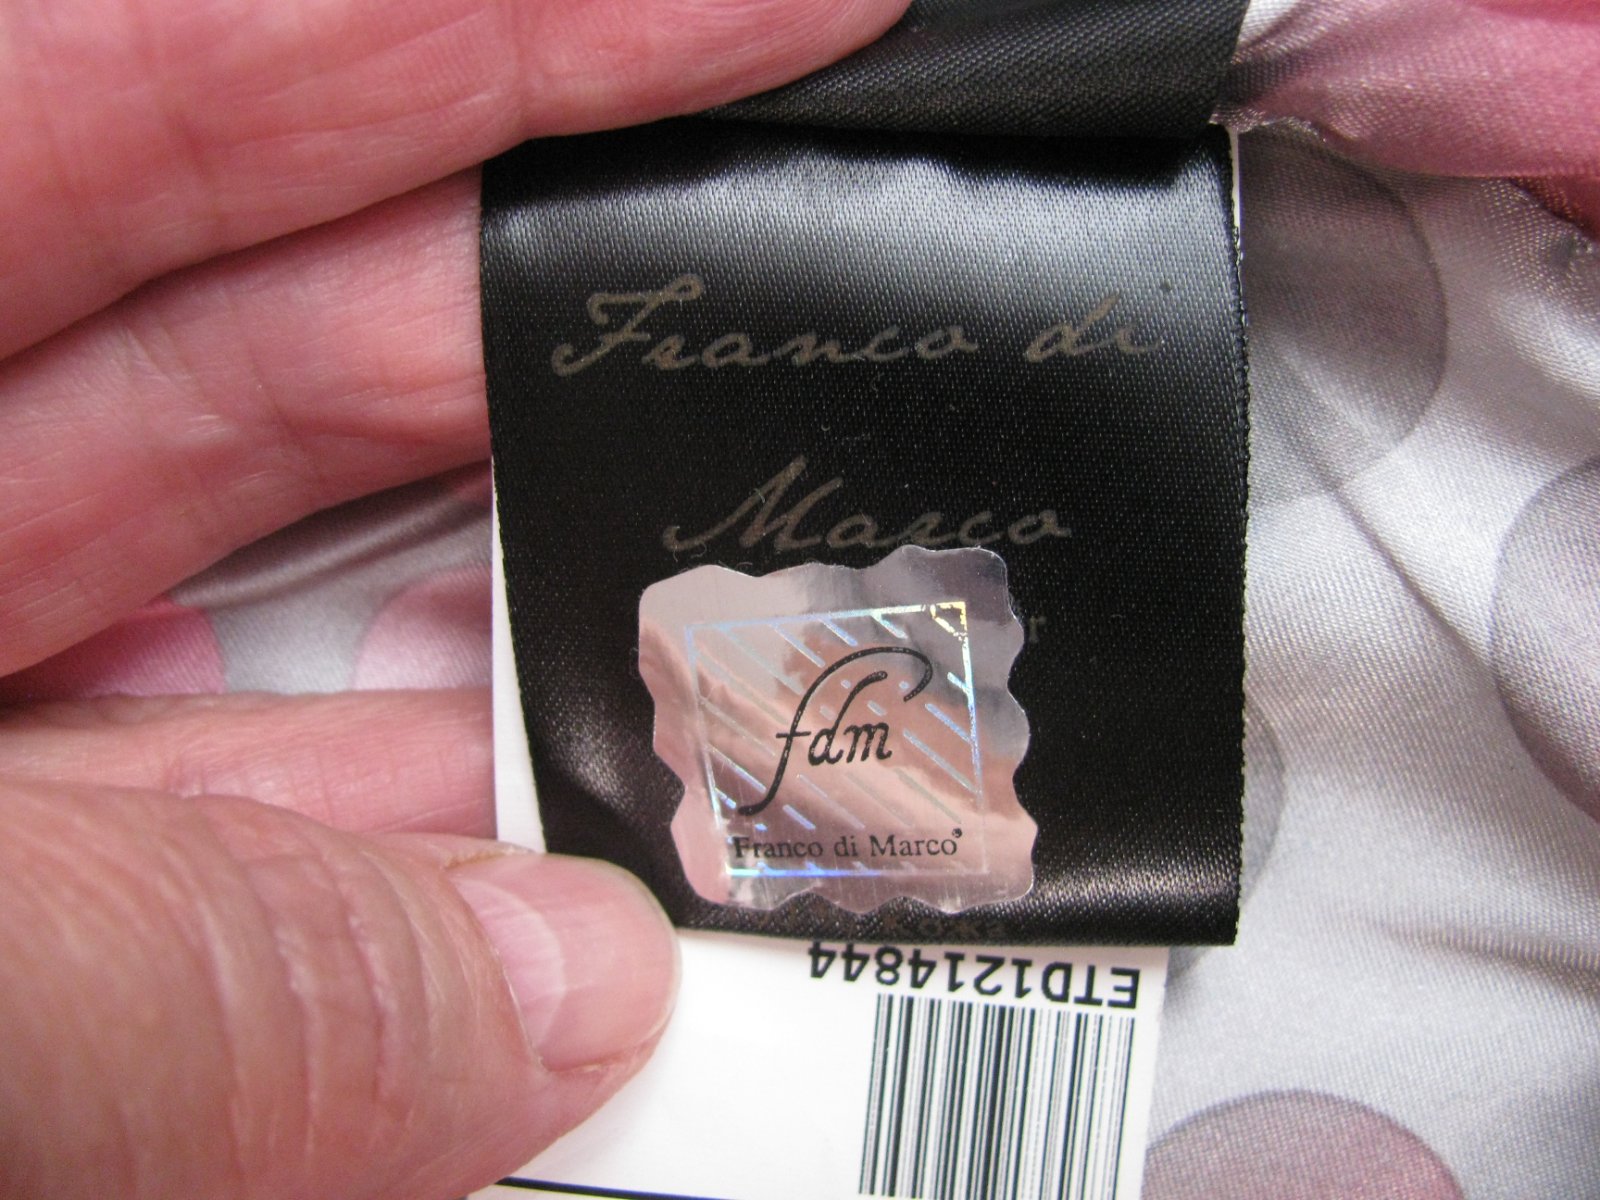 Franco di
Marco
fdm
Franco di Marco
ETD1214844